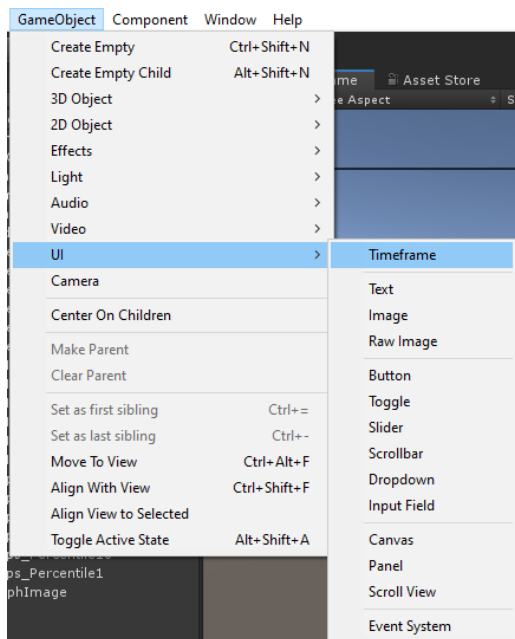 GameObject Component Window Help
Create Empty Ctrl+Shift+N
Create Empty Child Alt+Shift+N
3D Object
2D Object
Effects
Light
Audio
Video
UI
Camera
Center On Children
Make Parent
Clear Parent
Set as first sibling Ctrl+=
Set as last sibling Ctrl+-
Move To View Ctrl+Alt+F
Align With View Ctrl+Shift+F
Align View to Selected
Toggle Active State Alt+Shift+A
me Asset Store
e Aspect S
Timeframe
Text
Image
Raw Image
Button
Toggle
Slider
Scrollbar
Dropdown
Input Field
Canvas
Panel
Scroll View
Event System
ps_Percentile1
phImage